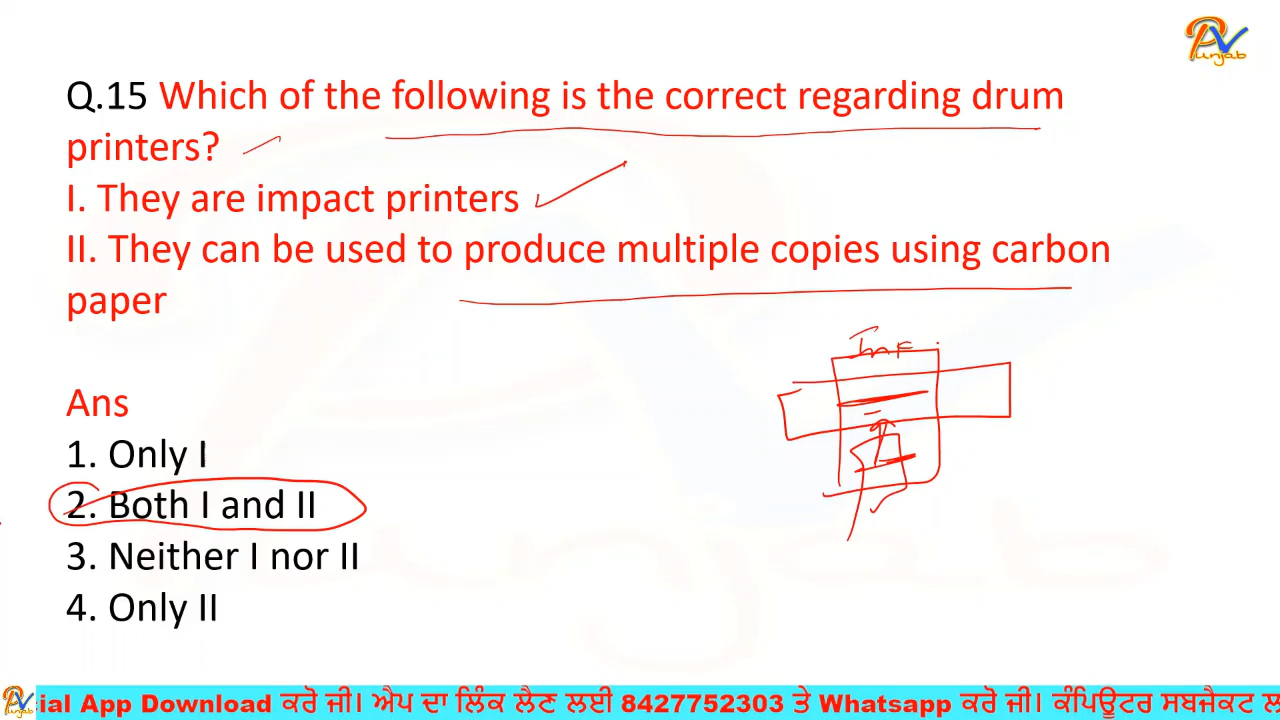 PV
Punjab
Q.15 Which of the following is the correct regarding drum
printers?
I. They are impact printers
II. They can be used to produce multiple copies using carbon
paper
Ans
1. Only I
2. Both I and II
3. Neither I nor II
4. Only II
ial App Download ਕਰੋ ਜੀ। ਐਪ ਦਾ ਲਿੰਕ ਲੈਣ ਲਈ 8427752303 ਤੇ Whatsapp ਕਰੋ ਜੀ। ਕੰਪਿਊਟਰ ਸਬਜੈਕਟ ਲ